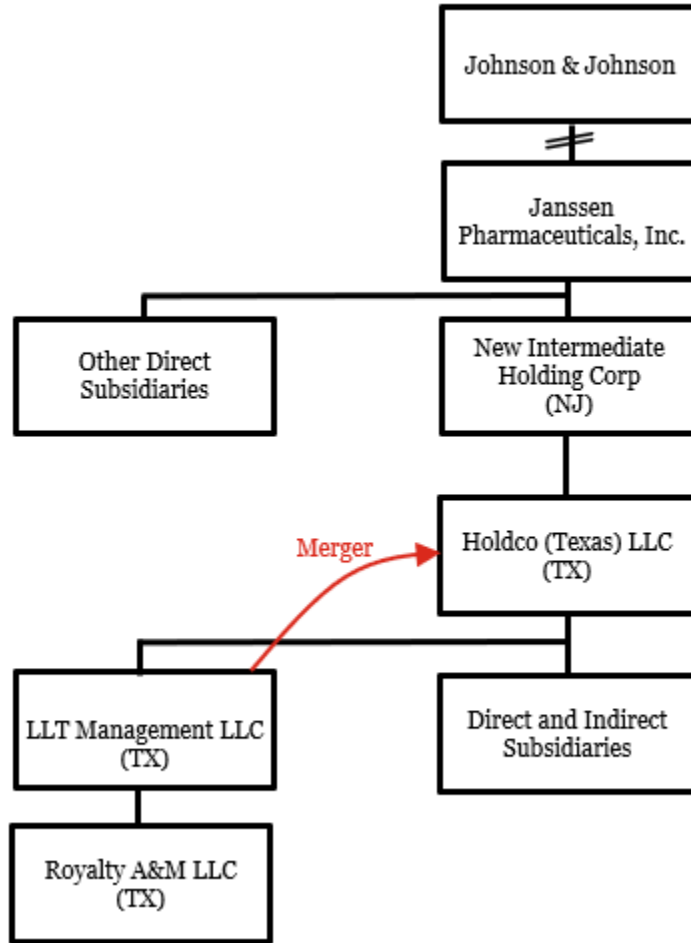 Johnson & Johnson
Janssen
Pharmaceuticals, Inc.
Other Direct
Subsidiaries
New Intermediate
Holding Corp
(NJ)
Merger
Holdco (Texas) LLC
(TX)
LLT Management LLC
(TX)
Direct and Indirect
Subsidiaries
Royalty A&M LLC
(TX)